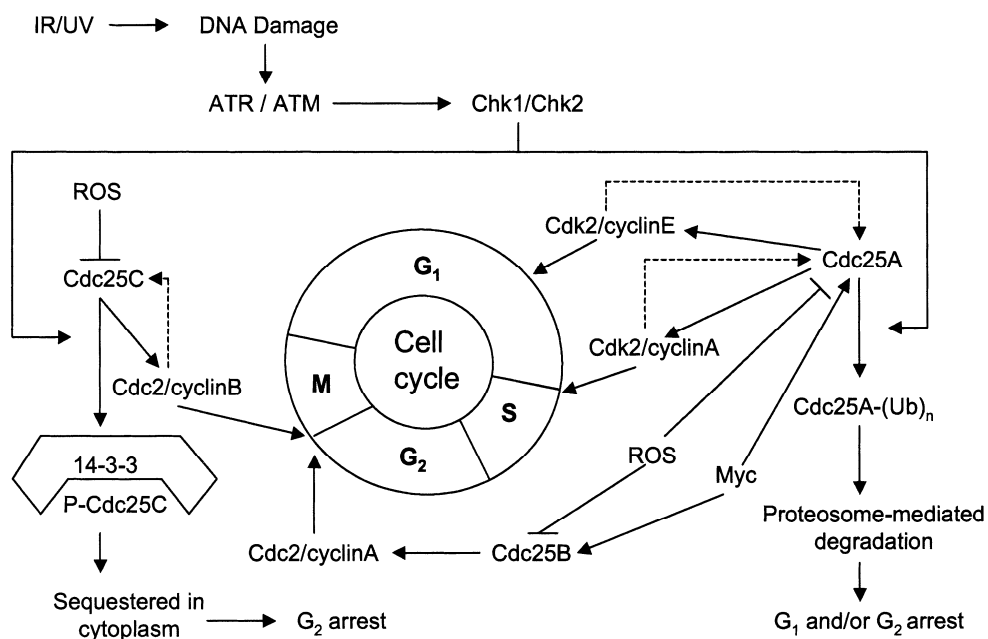 IR/UV
DNA Damage
ATR / ATM
Chk1/Chk2
ROS
Cdk2/cyclinE
Cdc25C
G₁
Cdc25A
Cell
cycle
Cdk2/cyclinA
M
Cdc2/cyclinB
S
Cdc25A-(Ub)ₙ
G₂
14-3-3
P-Cdc25C
ROS
Myc
Proteosome-mediated
degradation
Cdc2/cyclinA
Cdc25B
Sequestered in
cytoplasm
G₂ arrest
G₁ and/or G₂ arrest